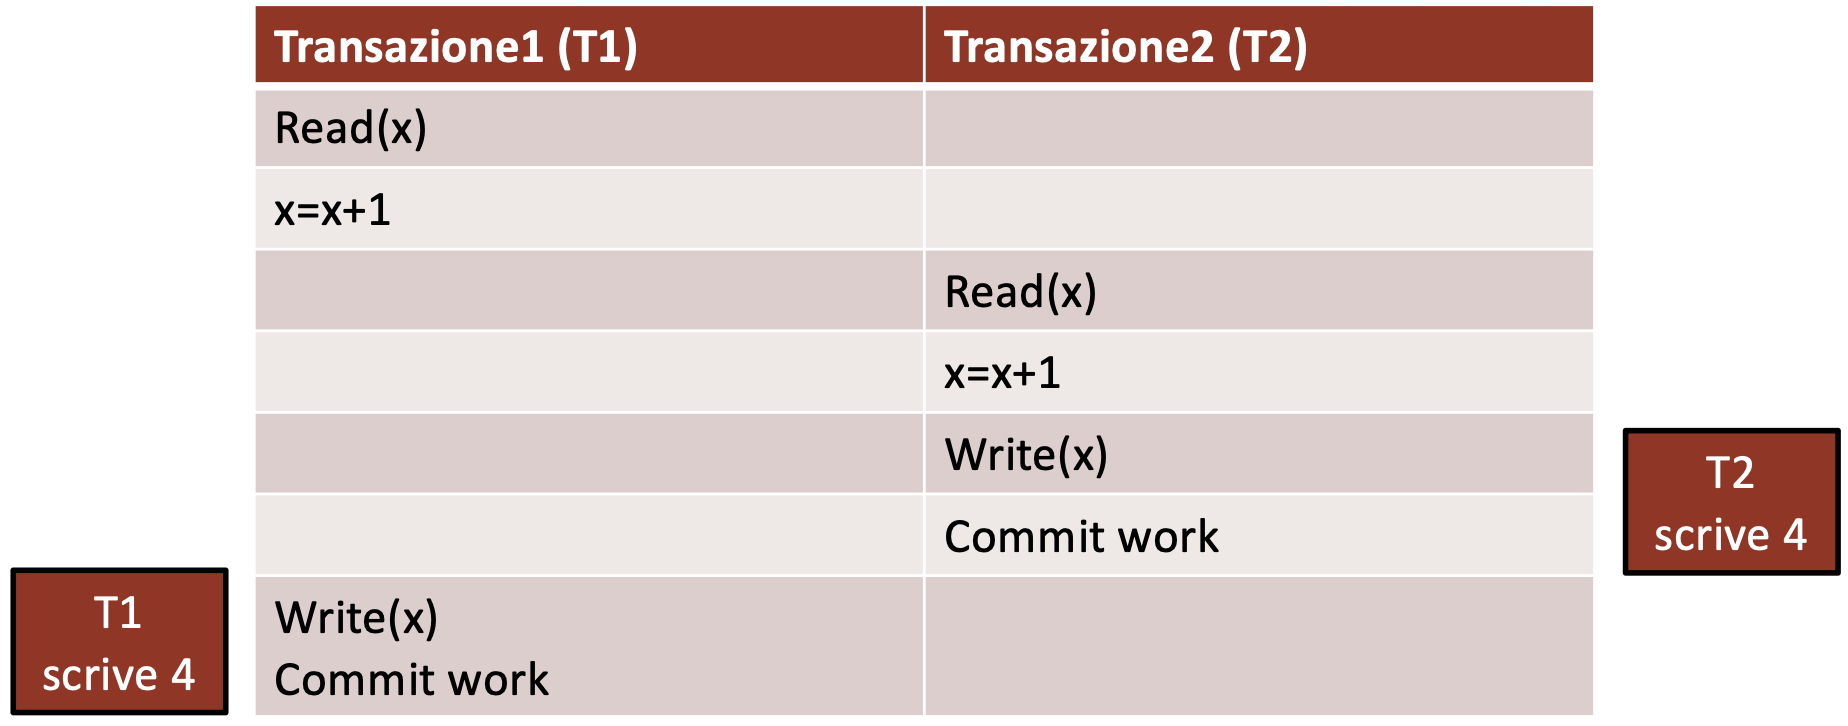 Transazione1 (T1)
Transazione2 (T2)
Read(x)
x=x+1
Read(x)
x=x+1
Write(x)
Commit work
T2
scrive 4
T1
scrive 4
Write(x)
Commit work